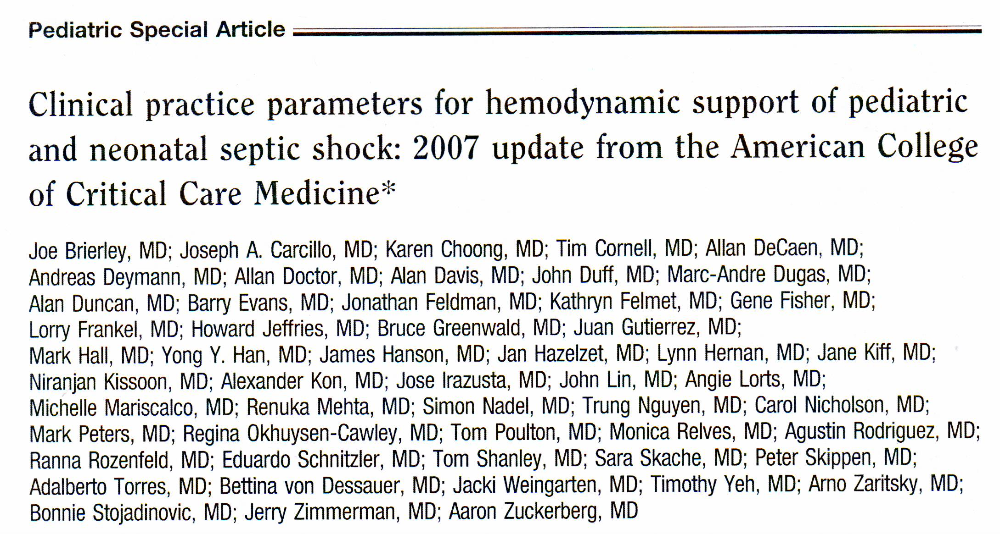 Pediatric Special Article
Clinical practice parameters for hemodynamic support of pediatric
and neonatal septic shock: 2007 update from the American College
of Critical Care Medicine*
Joe Brierley, MD; Joseph A. Carcillo, MD; Karen Choong, MD; Tim Cornell, MD; Allan DeCaen, MD;
Andreas Deymann, MD; Allan Doctor, MD; Alan Davis, MD; John Duff, MD; Marc-Andre Dugas, MD;
Alan Duncan, MD; Barry Evans, MD; Jonathan Feldman, MD; Kathryn Felmet, MD; Gene Fisher, MD;
Lorry Frankel, MD; Howard Jeffries, MD; Bruce Greenwald, MD; Juan Gutierrez, MD;
Mark Hall, MD; Yong Y. Han, MD; James Hanson, MD; Jan Hazelzet, MD; Lynn Hernan, MD; Jane Kiff, MD;
Niranjan Kissoon, MD; Alexander Kon, MD; Jose Irazusta, MD; John Lin, MD; Angie Lorts, MD;
Michelle Mariscalco, MD; Renuka Mehta, MD; Simon Nadel, MD; Trung Nguyen, MD; Carol Nicholson, MD;
Mark Peters, MD; Regina Okhuysen-Cawley, MD; Tom Poulton, MD; Monica Relves, MD; Agustin Rodriguez, MD;
Ranna Rozenfeld, MD; Eduardo Schnitzler, MD; Tom Shanley, MD; Sara Skache, MD; Peter Skippen, MD;
Adalberto Torres, MD; Bettina von Dessauer, MD; Jacki Weingarten, MD; Timothy Yeh, MD; Arno Zaritsky, MD;
Bonnie Stojadinovic, MD; Jerry Zimmerman, MD; Aaron Zuckerberg, MD